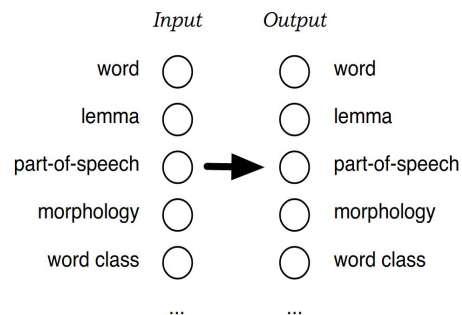 Input Output
word word
lemma lemma
part-of-speech part-of-speech
morphology morphology
word class word class
... ...